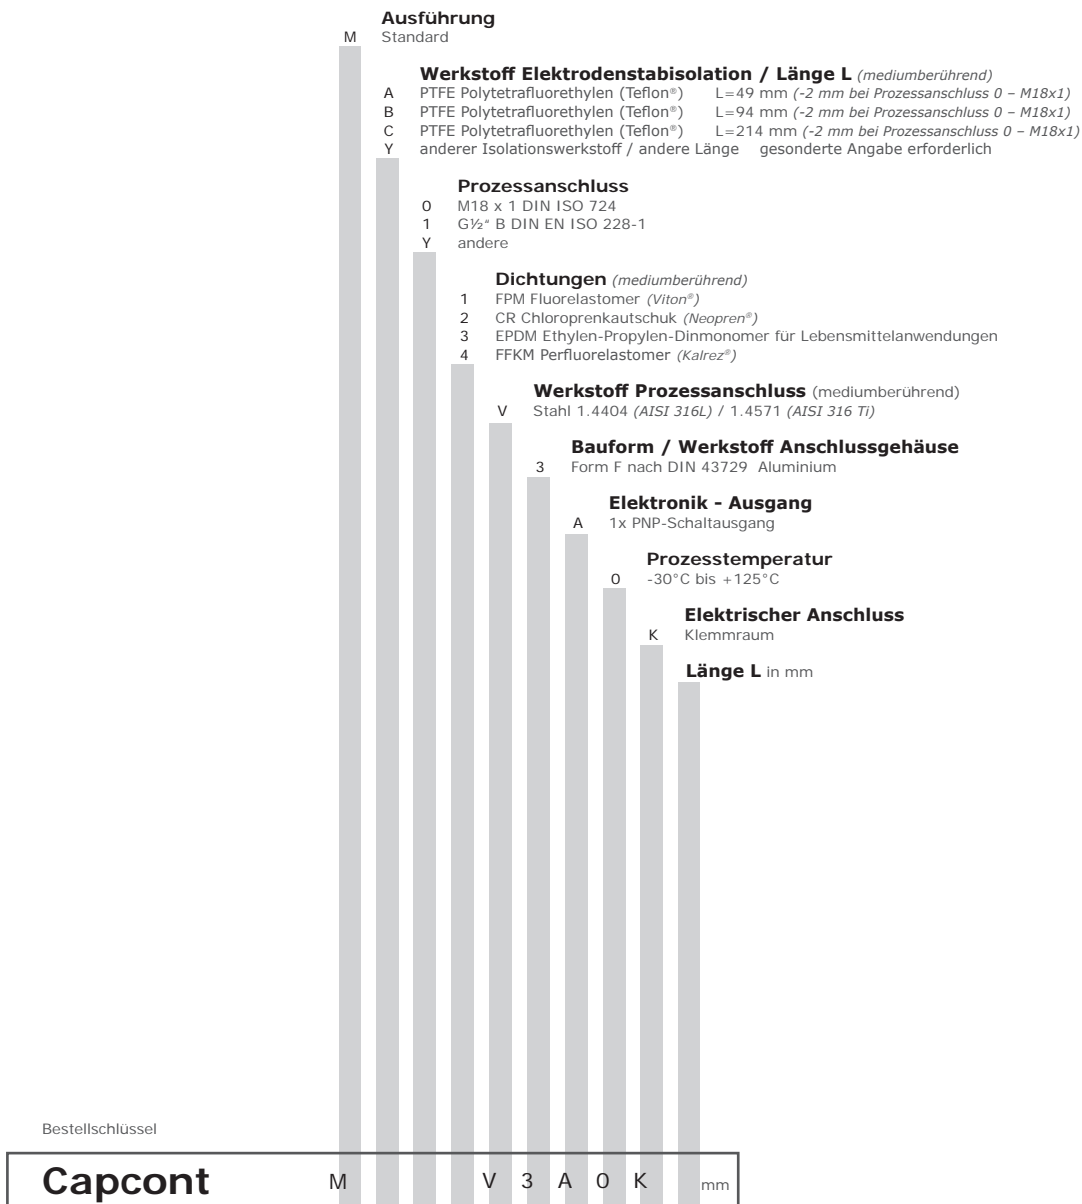 Ausführung
M Standard
Werkstoff Elektrodenstabisolation / Länge L (mediumberührend)
A PTFE Polytetrafluorethylen (Teflon®) L=49 mm (-2 mm bei Prozessanschluss 0 – M18x1)
B PTFE Polytetrafluorethylen (Teflon®) L=94 mm (-2 mm bei Prozessanschluss 0 – M18x1)
C PTFE Polytetrafluorethylen (Teflon®) L=214 mm (-2 mm bei Prozessanschluss 0 – M18x1)
Y anderer Isolationswerkstoff / andere Länge gesonderte Angabe erforderlich
Prozessanschluss
0 M18 x 1 DIN ISO 724
1 G½“ B DIN EN ISO 228-1
Y andere
Dichtungen (mediumberührend)
1 FPM Fluorelastomer (Viton®)
2 CR Chloroprenkautschuk (Neopren®)
3 EPDM Ethylen-Propylen-Dinmonomer für Lebensmittelanwendungen
4 FFKM Perfluorelastomer (Kalrez®)
Werkstoff Prozessanschluss (mediumberührend)
V Stahl 1.4404 (AISI 316L) / 1.4571 (AISI 316 Ti)
Bauform / Werkstoff Anschlussgehäuse
3 Form F nach DIN 43729 Aluminium
Elektronik - Ausgang
A 1x PNP-Schaltausgang
Prozesstemperatur
0 -30°C bis +125°C
Elektrischer Anschluss
K Klemmraum
Länge L in mm
Bestellschlüssel
Capcont M V 3 A 0 K mm